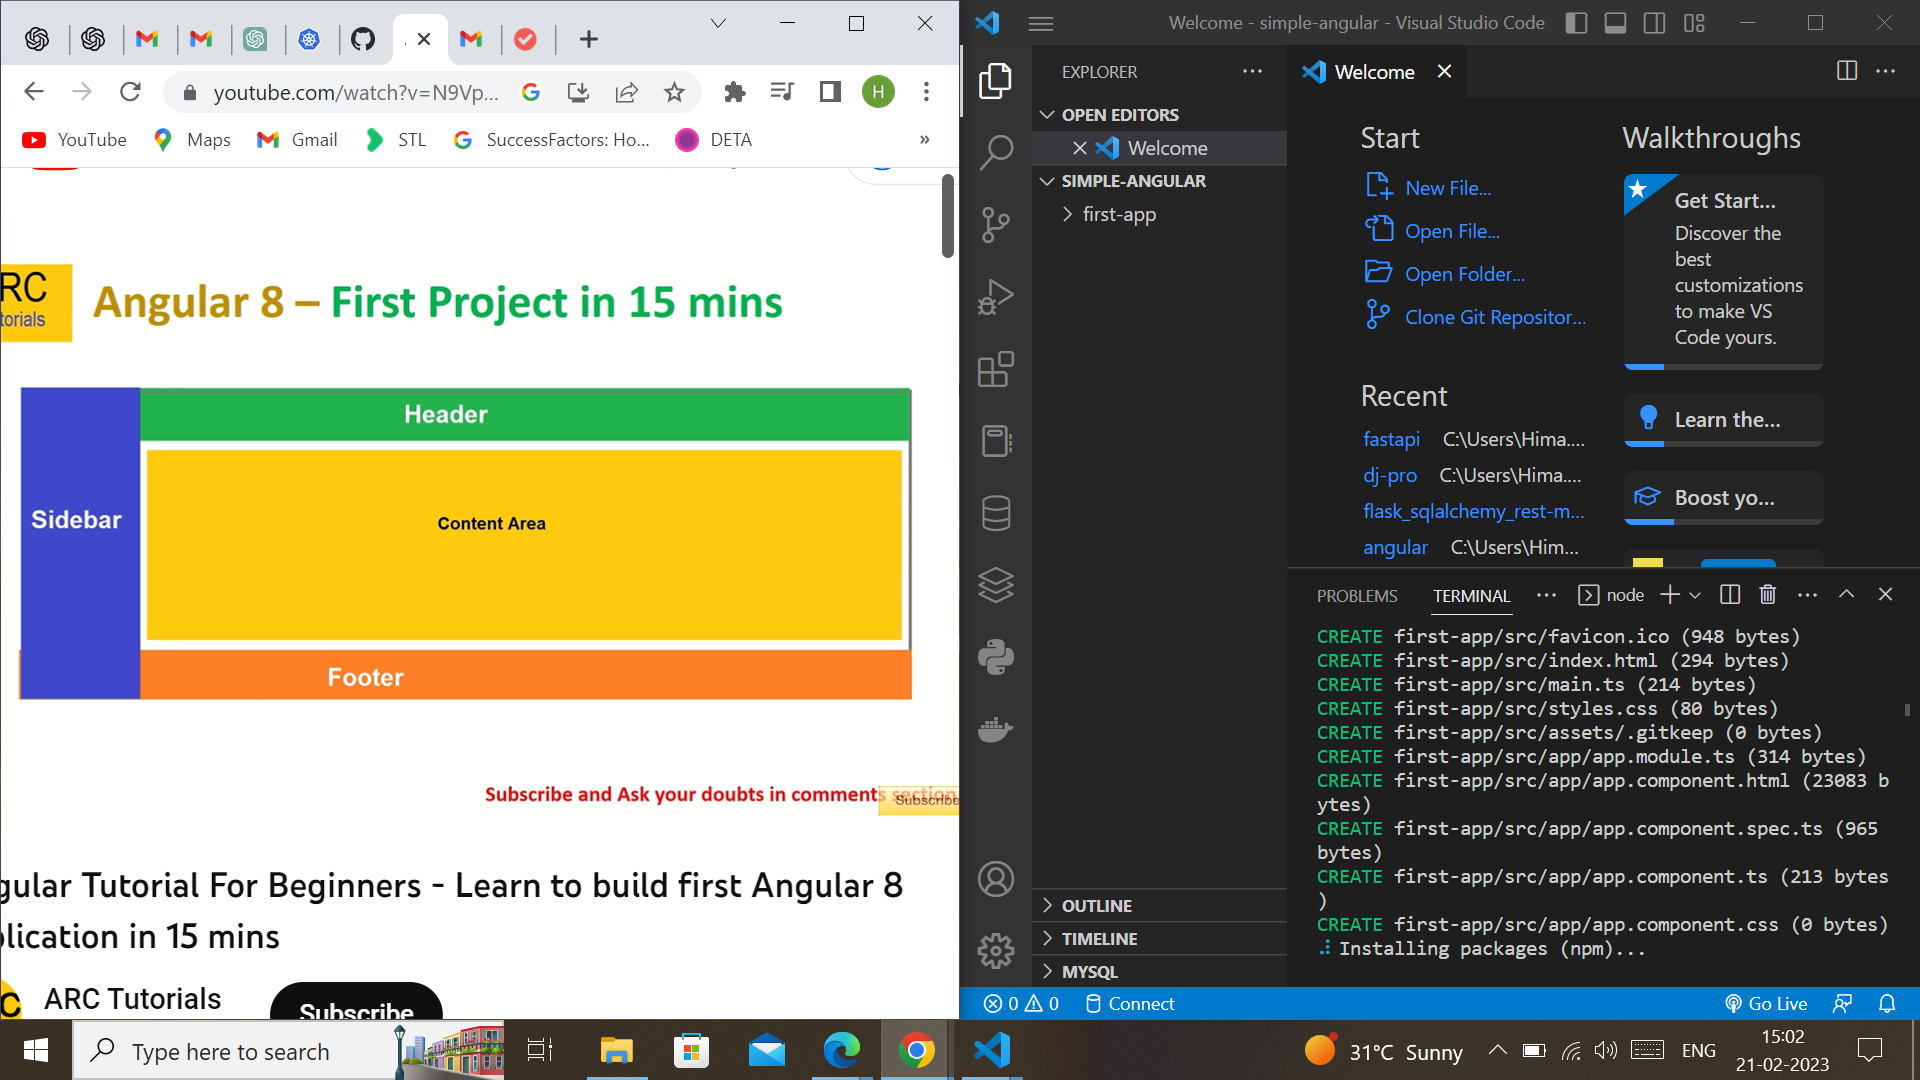 youtube.com/watch?v=N9Vp...
H
YouTube
Maps
Gmail
STL
SuccessFactors: Ho...
DETA
»
RC
torials
Angular 8 – First Project in 15 mins
Header
Sidebar
Content Area
Footer
Subscribe and Ask your doubts in comments section
Subscribe
gular Tutorial For Beginners - Learn to build first Angular 8
plication in 15 mins
C
ARC Tutorials
Subscribe
Welcome - simple-angular - Visual Studio Code
EXPLORER
OPEN EDITORS
Welcome
SIMPLE-ANGULAR
first-app
OUTLINE
TIMELINE
MYSQL
Welcome
Start
New File...
Open File...
Open Folder...
Clone Git Repositor...
Recent
fastapi C:\Users\Hima....
dj-pro C:\Users\Hima....
flask_sqlalchemy_rest-m...
angular C:\Users\Him...
Walkthroughs
Get Start...
Discover the
best
customizations
to make VS
Code yours.
Learn the...
Boost yo...
PROBLEMS TERMINAL node
CREATE first-app/src/favicon.ico (948 bytes)
CREATE first-app/src/index.html (294 bytes)
CREATE first-app/src/main.ts (214 bytes)
CREATE first-app/src/styles.css (80 bytes)
CREATE first-app/src/assets/.gitkeep (0 bytes)
CREATE first-app/src/app/app.module.ts (314 bytes)
CREATE first-app/src/app/app.component.html (23083 b
ytes)
CREATE first-app/src/app/app.component.spec.ts (965
bytes)
CREATE first-app/src/app/app.component.ts (213 bytes
)
CREATE first-app/src/app/app.component.css (0 bytes)
Installing packages (npm)...
0 0 Connect
Go Live
Type here to search
31°C Sunny
ENG
15:02
21-02-2023